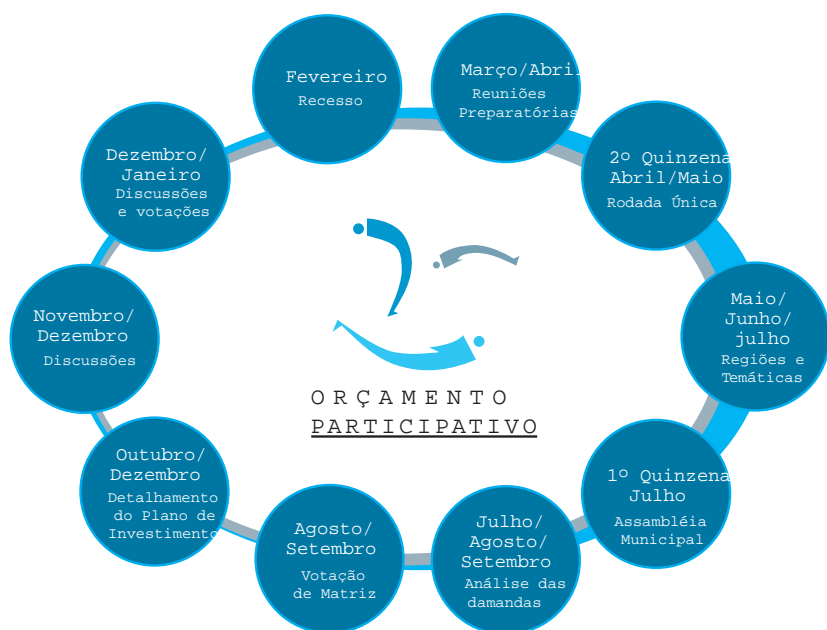 Fevereiro
Recesso
Março/Abril
Reuniões
Preparatórias
2º Quinzena
Abril/Maio
Rodada Única
Maio/
Junho/
julho
Regiões e
Temáticas
1º Quinzena
Julho
Assambléia
Municipal
Julho/
Agosto/
Setembro
Análise das
damandas
Agosto/
Setembro
Votação
de Matriz
Outubro/
Dezembro
Detalhamento
do Plano de
Investimento
Novembro/
Dezembro
Discussões
Dezembro/
Janeiro
Discussões
e votações
ORÇAMENTO
PARTICIPATIVO